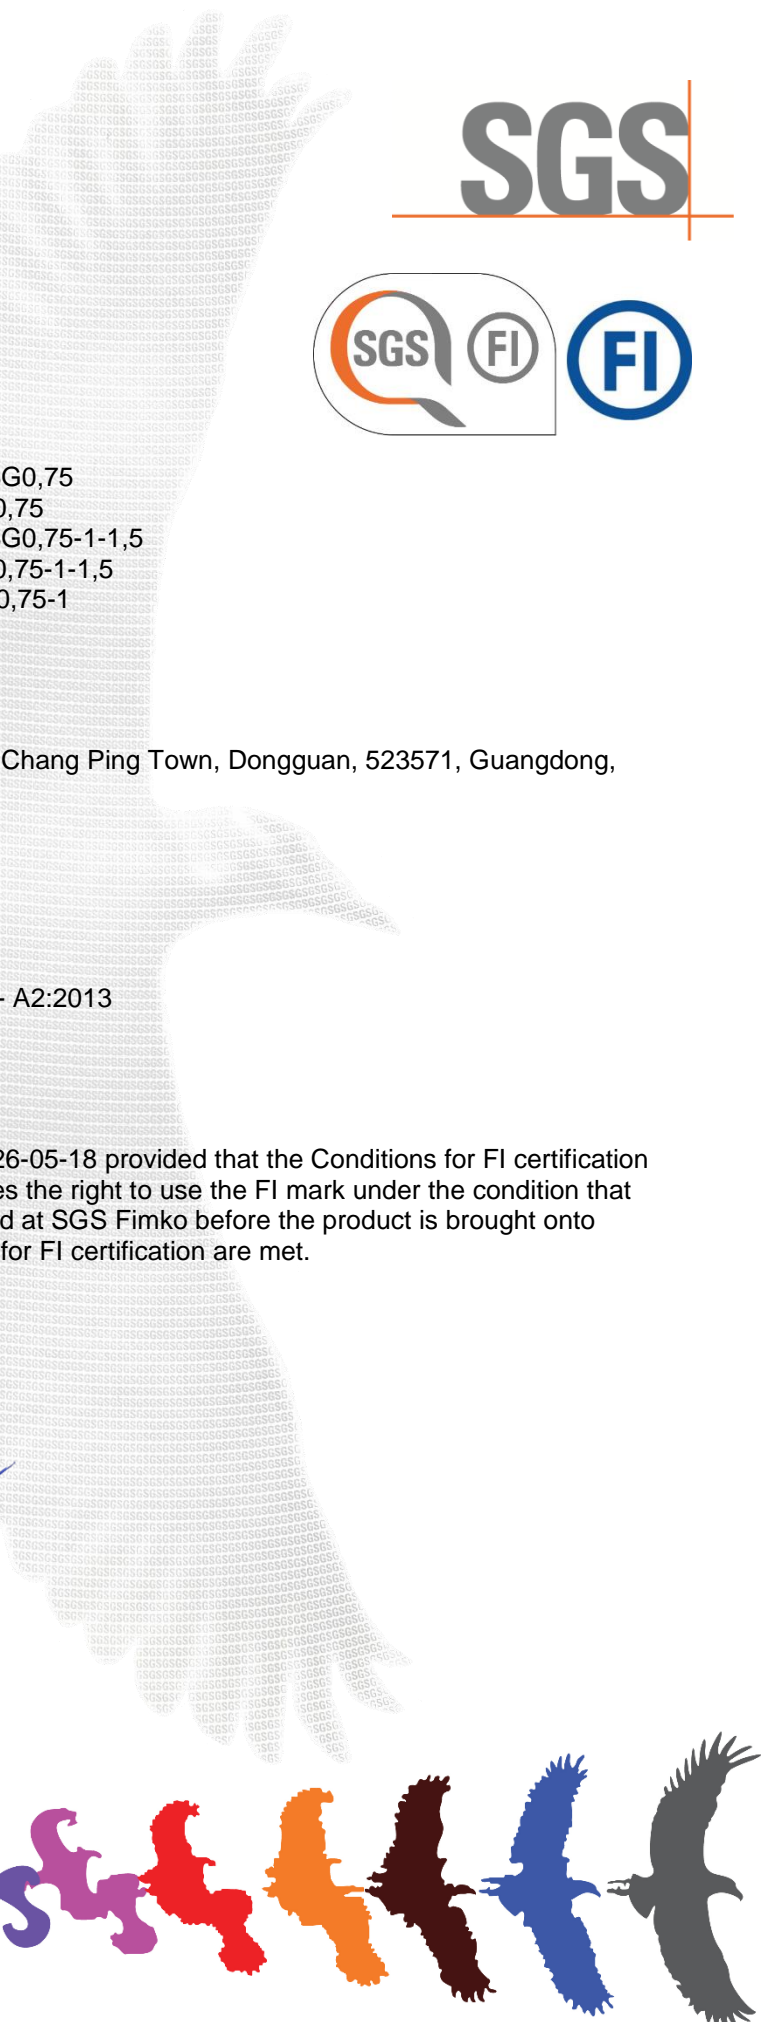 SGS
SGS FI FI
G0,75
0,75
G0,75-1-1,5
0,75-1-1,5
0,75-1
Chang Ping Town, Dongguan, 523571, Guangdong,
- A2:2013
26-05-18 provided that the Conditions for FI certification
es the right to use the FI mark under the condition that
d at SGS Fimko before the product is brought onto
for FI certification are met.